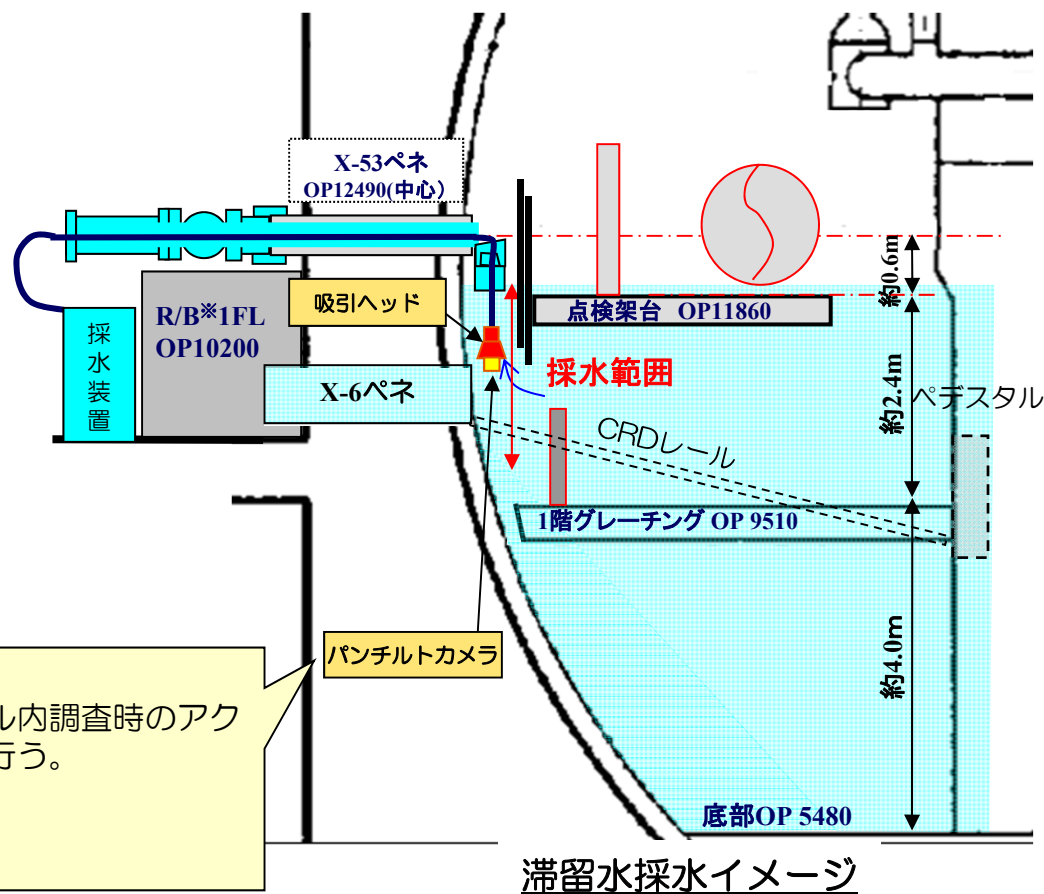 X-53ペネ
OP12490(中心)
約0.6m
吸引ヘッド
R/B※1FL
OP10200
点検架台 OP11860
採水装置
採水範囲
X-6ペネ
約2.4m
ペデスタル
CRDレール
1階グレーチング OP 9510
パンチルトカメラ
約4.0m
ル内調査時のアク
行う。
底部OP 5480
滞留水採水イメージ